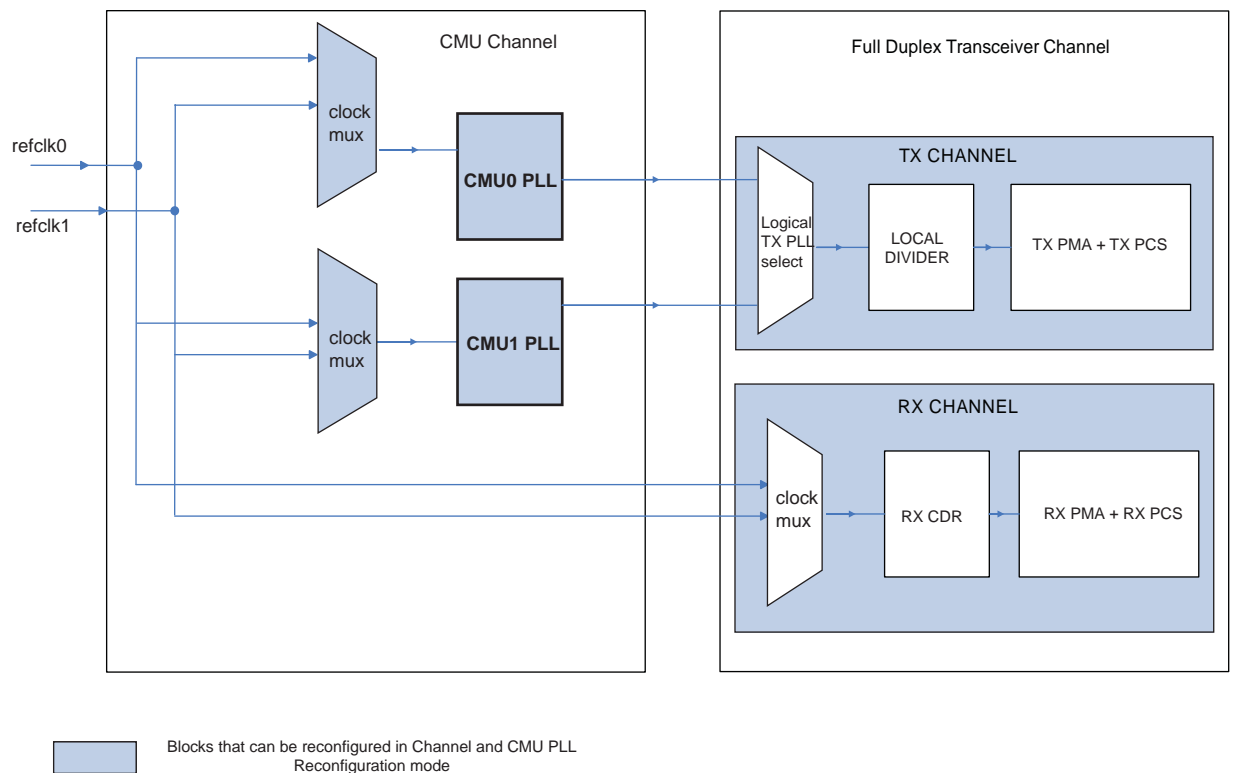 CMU Channel
Full Duplex Transceiver Channel
refclk0
refclk1
clock
mux
CMU0 PLL
clock
mux
CMU1 PLL
TX CHANNEL
Logical
TX PLL
select
LOCAL
DIVIDER
TX PMA + TX PCS
RX CHANNEL
clock
mux
RX CDR
RX PMA + RX PCS
Blocks that can be reconfigured in Channel and CMU PLL
Reconfiguration mode